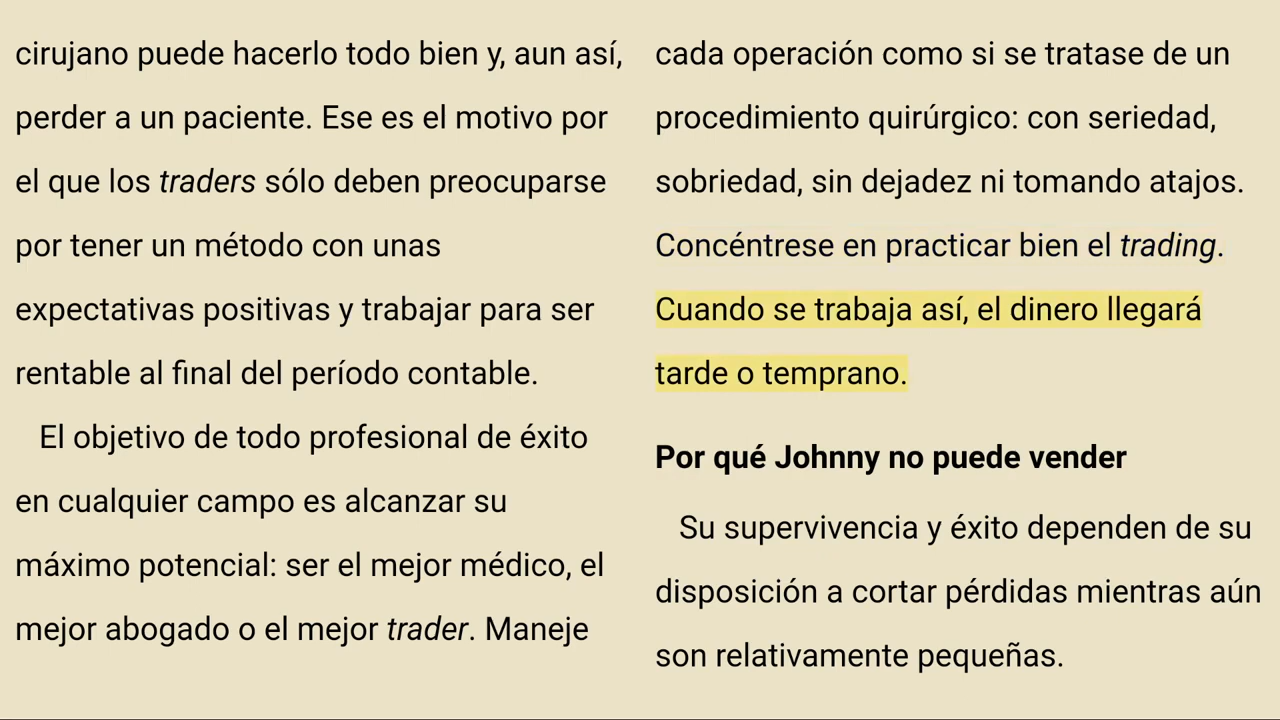 cirujano puede hacerlo todo bien y, aun así,
perder a un paciente. Ese es el motivo por
el que los traders sólo deben preocuparse
por tener un método con unas
expectativas positivas y trabajar para ser
rentable al final del período contable.
El objetivo de todo profesional de éxito
en cualquier campo es alcanzar su
máximo potencial: ser el mejor médico, el
mejor abogado o el mejor trader. Maneje
cada operación como si se tratase de un
procedimiento quirúrgico: con seriedad,
sobriedad, sin dejadez ni tomando atajos.
Concéntrese en practicar bien el trading.
Cuando se trabaja así, el dinero llegará
tarde o temprano.
Por qué Johnny no puede vender
Su supervivencia y éxito dependen de su
disposición a cortar pérdidas mientras aún
son relativamente pequeñas.